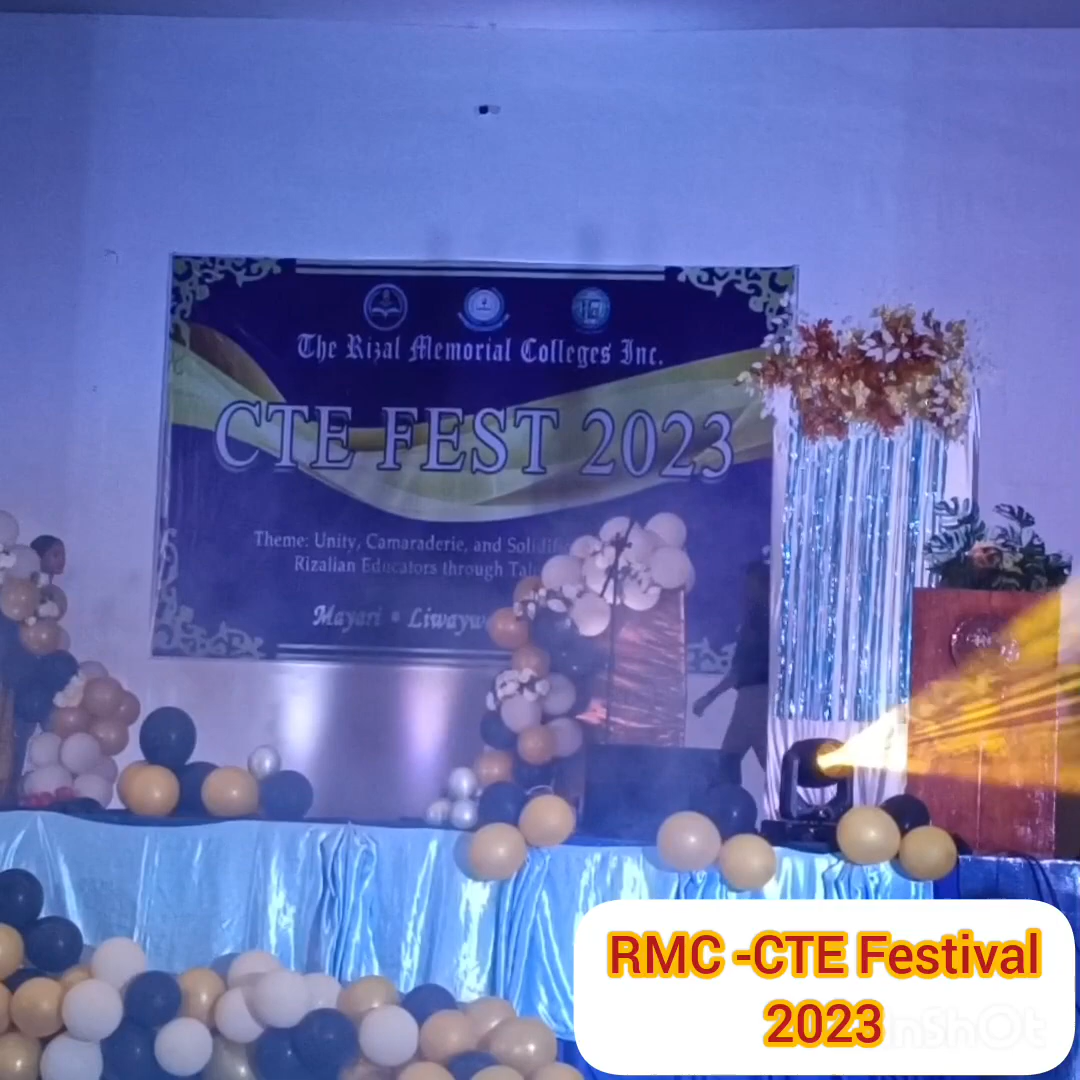 The Rizal Memorial Colleges Inc.
CTE FEST 2023
Theme: Unity, Camaraderie, and
Rizalian Educators through
Mayari •
RMC -CTE Festival
2023